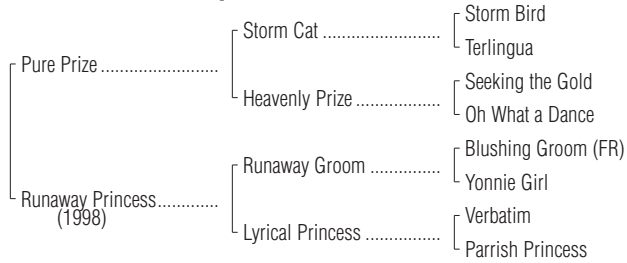 Storm Bird
Storm Cat ..............................
Terlingua
Pure Prize ..............................
Seeking the Gold
Heavenly Prize ......................
Oh What a Dance
Blushing Groom (FR)
Runaway Groom ..................
Yonnie Girl
Runaway Princess...............
(1998)
Verbatim
Lyrical Princess ...................
Parrish Princess